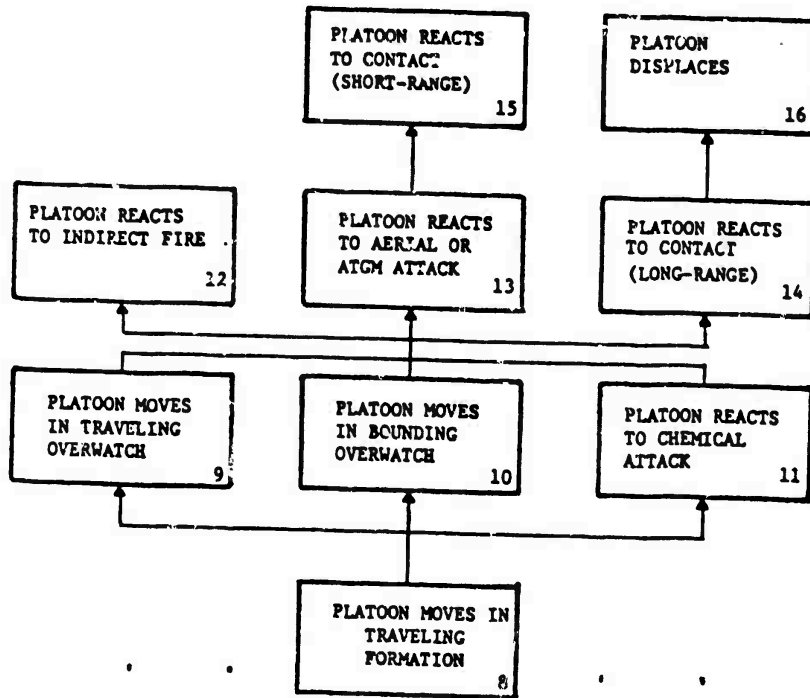 PLATOON REACTS
TO CONTACT
(SHORT-RANGE)
15
PLATOON
DISPLACES
16
PLATOON REACTS
TO INDIRECT FIRE
12
PLATOON REACTS
TO AERIAL OR
ATGM ATTACK
13
PLATOON REACTS
TO CONTACT
(LONG-RANGE)
14
PLATOON MOVES
IN TRAVELING
OVERWATCH
9
PLATOON MOVES
IN BOUNDING
OVERWATCH
10
PLATOON REACTS
TO CHEMICAL
ATTACK
11
PLATOON MOVES IN
TRAVELING
FORMATION
8